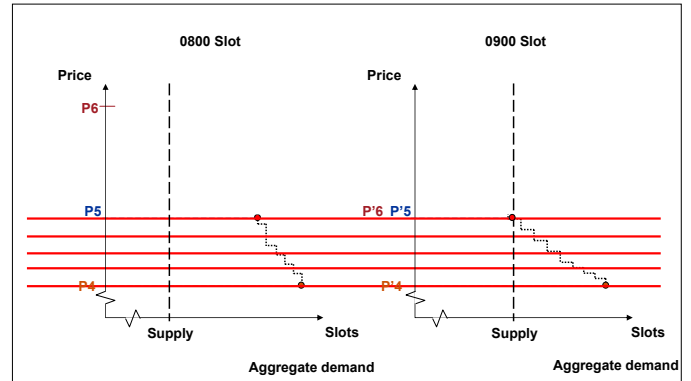 0800 Slot
0900 Slot
Price
Price
P6
P5
P'6 P'5
P4
P'4
Supply
Slots
Supply
Slots
Aggregate demand
Aggregate demand